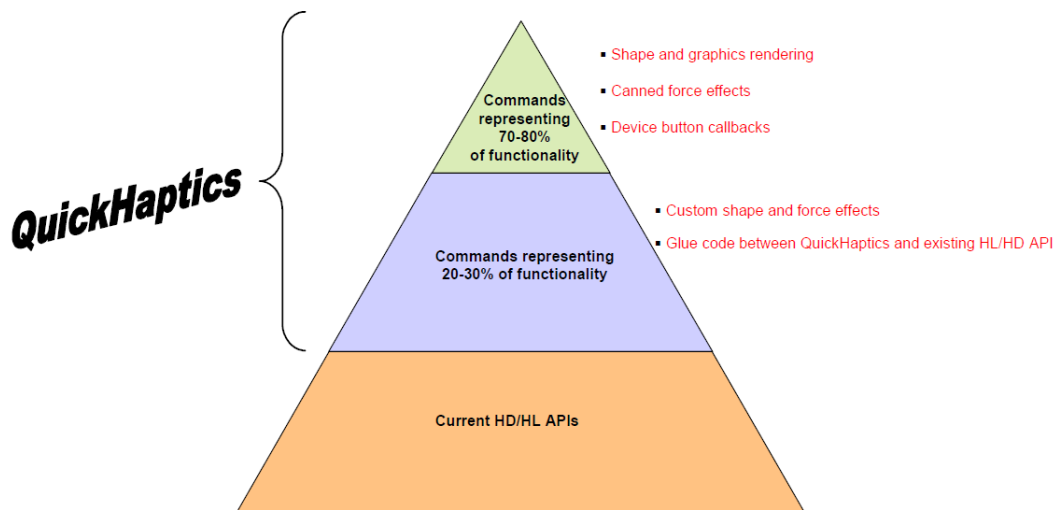 QuickHaptics
Commands
representing
70-80%
of functionality
▪ Shape and graphics rendering
▪ Canned force effects
▪ Device button callbacks
Commands representing
20-30% of functionality
▪ Custom shape and force effects
▪ Glue code between QuickHaptics and existing HL/HD API
Current HD/HL APIs